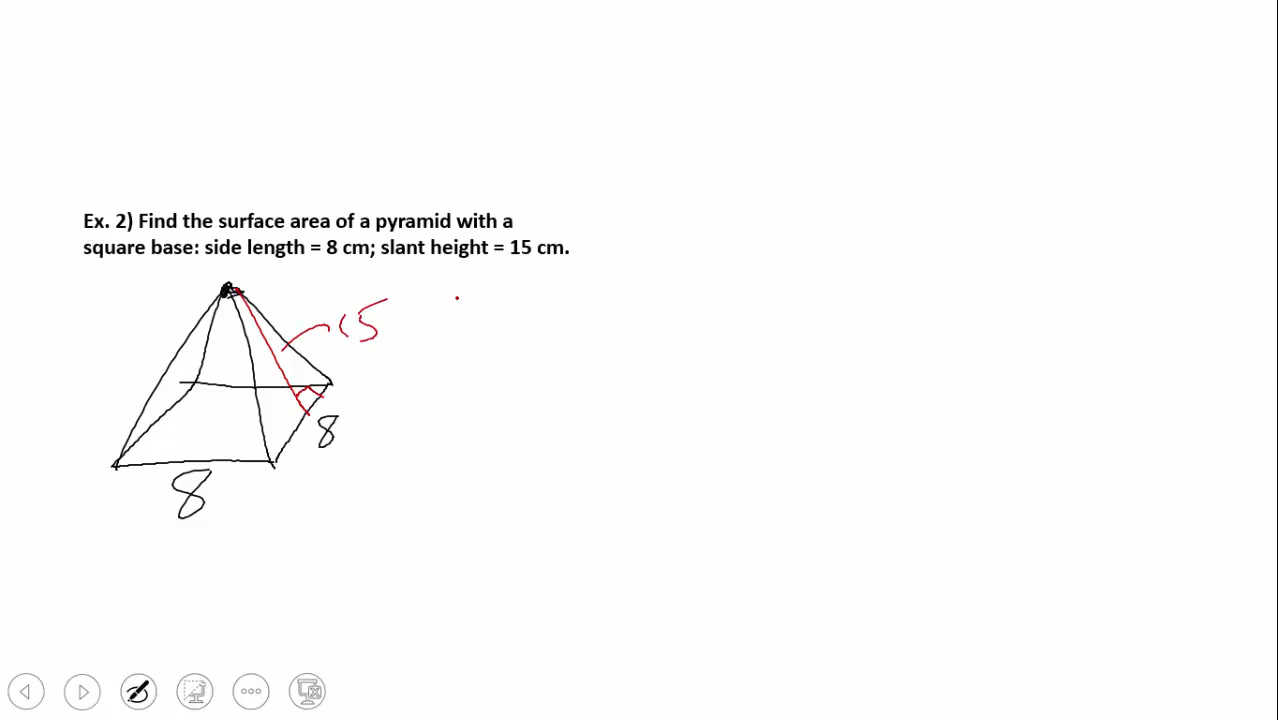 Ex. 2) Find the surface area of a pyramid with a
square base: side length = 8 cm; slant height = 15 cm.
15
8
8